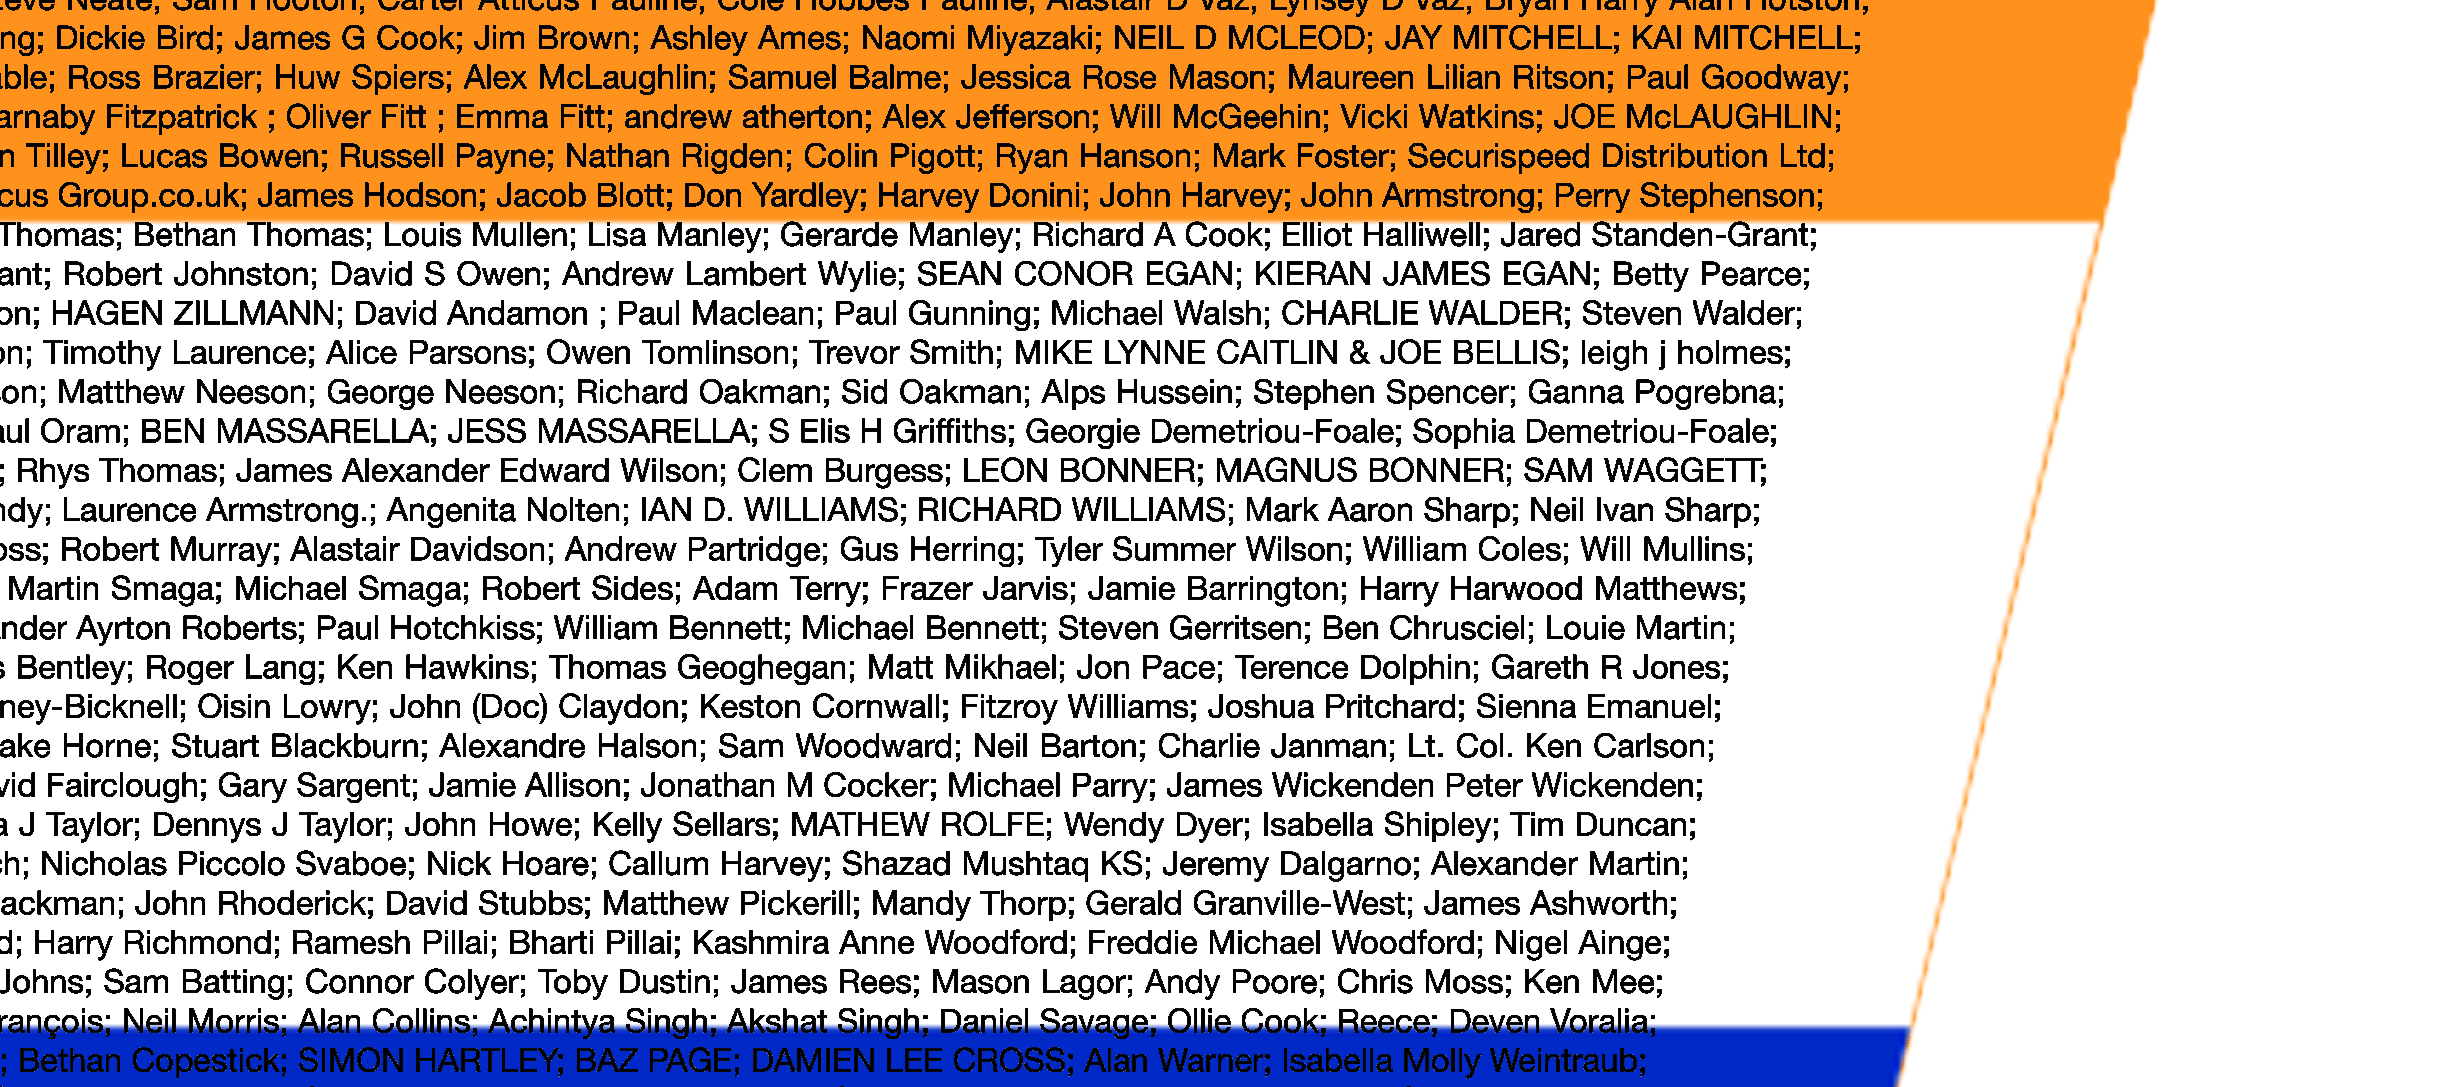 Neate; Sam Hooton; Carter Atticus Pauline; Cole Hobbes Pauline; Alastair D Vaz; Lynsey D Vaz; Bryan Harry Alan Hotston;
Dickie Bird; James G Cook; Jim Brown; Ashley Ames; Naomi Miyazaki; NEIL D MCLEOD; JAY MITCHELL; KAI MITCHELL;
Ross Brazier; Huw Spiers; Alex McLaughlin; Samuel Balme; Jessica Rose Mason; Maureen Lilian Ritson; Paul Goodway;
arnaby Fitzpatrick ; Oliver Fitt ; Emma Fitt; andrew atherton; Alex Jefferson; Will McGeehin; Vicki Watkins; JOE McLAUGHLIN;
n Tilley; Lucas Bowen; Russell Payne; Nathan Rigden; Colin Pigott; Ryan Hanson; Mark Foster; Securispeed Distribution Ltd;
cus Group.co.uk; James Hodson; Jacob Blott; Don Yardley; Harvey Donini; John Harvey; John Armstrong; Perry Stephenson;
Thomas; Bethan Thomas; Louis Mullen; Lisa Manley; Gerarde Manley; Richard A Cook; Elliot Halliwell; Jared Standen-Grant;
ant; Robert Johnston; David S Owen; Andrew Lambert Wylie; SEAN CONOR EGAN; KIERAN JAMES EGAN; Betty Pearce;
on; HAGEN ZILLMANN; David Andamon ; Paul Maclean; Paul Gunning; Michael Walsh; CHARLIE WALDER; Steven Walder;
on; Timothy Laurence; Alice Parsons; Owen Tomlinson; Trevor Smith; MIKE LYNNE CAITLIN & JOE BELLIS; leigh j holmes;
son; Matthew Neeson; George Neeson; Richard Oakman; Sid Oakman; Alps Hussein; Stephen Spencer; Ganna Pogrebna;
aul Oram; BEN MASSARELLA; JESS MASSARELLA; S Elis H Griffiths; Georgie Demetriou-Foale; Sophia Demetriou-Foale;
; Rhys Thomas; James Alexander Edward Wilson; Clem Burgess; LEON BONNER; MAGNUS BONNER; SAM WAGGETT;
ndy; Laurence Armstrong.; Angenita Nolten; IAN D. WILLIAMS; RICHARD WILLIAMS; Mark Aaron Sharp; Neil Ivan Sharp;
oss; Robert Murray; Alastair Davidson; Andrew Partridge; Gus Herring; Tyler Summer Wilson; William Coles; Will Mullins;
Martin Smaga; Michael Smaga; Robert Sides; Adam Terry; Frazer Jarvis; Jamie Barrington; Harry Harwood Matthews;
nder Ayrton Roberts; Paul Hotchkiss; William Bennett; Michael Bennett; Steven Gerritsen; Ben Chrusciel; Louie Martin;
s Bentley; Roger Lang; Ken Hawkins; Thomas Geoghegan; Matt Mikhael; Jon Pace; Terence Dolphin; Gareth R Jones;
ney-Bicknell; Oisin Lowry; John (Doc) Claydon; Keston Cornwall; Fitzroy Williams; Joshua Pritchard; Sienna Emanuel;
ake Horne; Stuart Blackburn; Alexandre Halson; Sam Woodward; Neil Barton; Charlie Janman; Lt. Col. Ken Carlson;
vid Fairclough; Gary Sargent; Jamie Allison; Jonathan M Cocker; Michael Parry; James Wickenden Peter Wickenden;
a J Taylor; Dennys J Taylor; John Howe; Kelly Sellars; MATHEW ROLFE; Wendy Dyer; Isabella Shipley; Tim Duncan;
ch; Nicholas Piccolo Svaboe; Nick Hoare; Callum Harvey; Shazad Mushtaq KS; Jeremy Dalgarno; Alexander Martin;
ackman; John Rhoderick; David Stubbs; Matthew Pickerill; Mandy Thorp; Gerald Granville-West; James Ashworth;
d; Harry Richmond; Ramesh Pillai; Bharti Pillai; Kashmira Anne Woodford; Freddie Michael Woodford; Nigel Ainge;
Johns; Sam Batting; Connor Colyer; Toby Dustin; James Rees; Mason Lagor; Andy Poore; Chris Moss; Ken Mee;
rançois; Neil Morris; Alan Collins; Achintya Singh; Akshat Singh; Daniel Savage; Ollie Cook; Reece; Deven Voralia;
; Bethan Copestick; SIMON HARTLEY; BAZ PAGE; DAMIEN LEE CROSS; Alan Warner; Isabella Molly Weintraub;